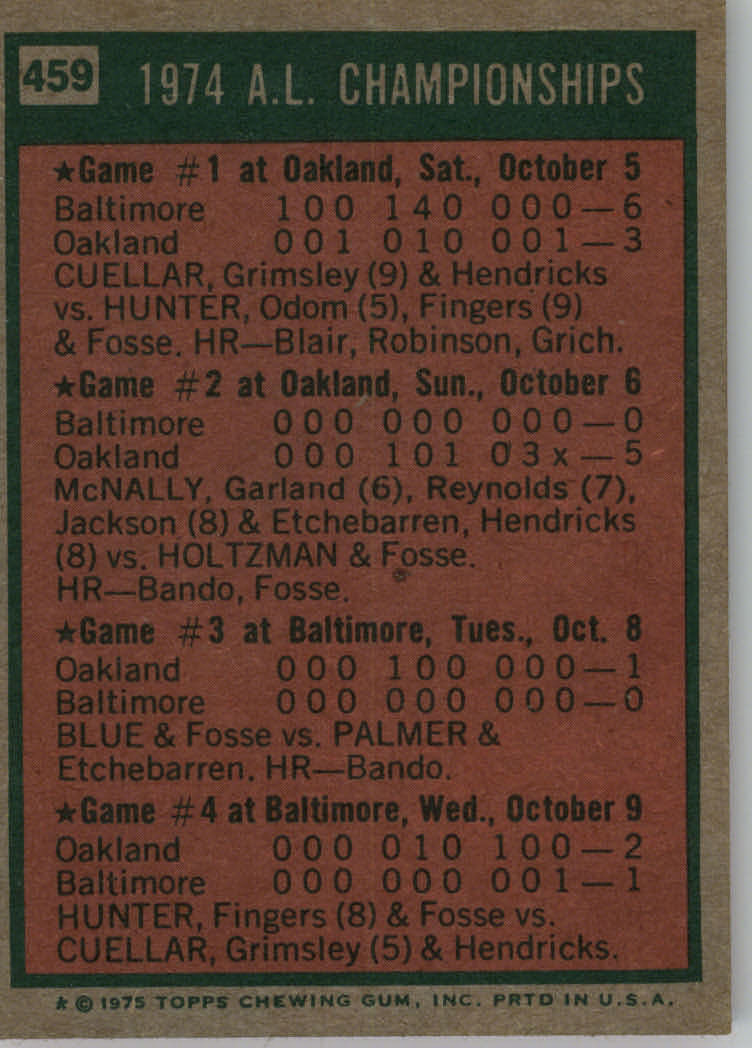 459 1974 A.L. CHAMPIONSHIPS
★Game #1 at Oakland, Sat., October 5
Baltimore 100 140 000—6
Oakland 001 010 001—3
CUELLAR, Grimsley (9) & Hendricks
vs. HUNTER, Odom (5), Fingers (9)
& Fosse. HR—Blair, Robinson, Grich.
★Game #2 at Oakland, Sun., October 6
Baltimore 000 000 000—0
Oakland 000 101 03x—5
McNALLY, Garland (6), Reynolds (7),
Jackson (8) & Etchebarren, Hendricks
(8) vs. HOLTZMAN & Fosse.
HR—Bando, Fosse.
★Game #3 at Baltimore, Tues., Oct. 8
Oakland 000 100 000—1
Baltimore 000 000 000—0
BLUE & Fosse vs. PALMER &
Etchebarren. HR—Bando.
★Game #4 at Baltimore, Wed., October 9
Oakland 000 010 100—2
Baltimore 000 000 001—1
HUNTER, Fingers (8) & Fosse vs.
CUELLAR, Grimsley (5) & Hendricks.
★ © 1975 TOPPS CHEWING GUM, INC. PRTD IN U.S.A.